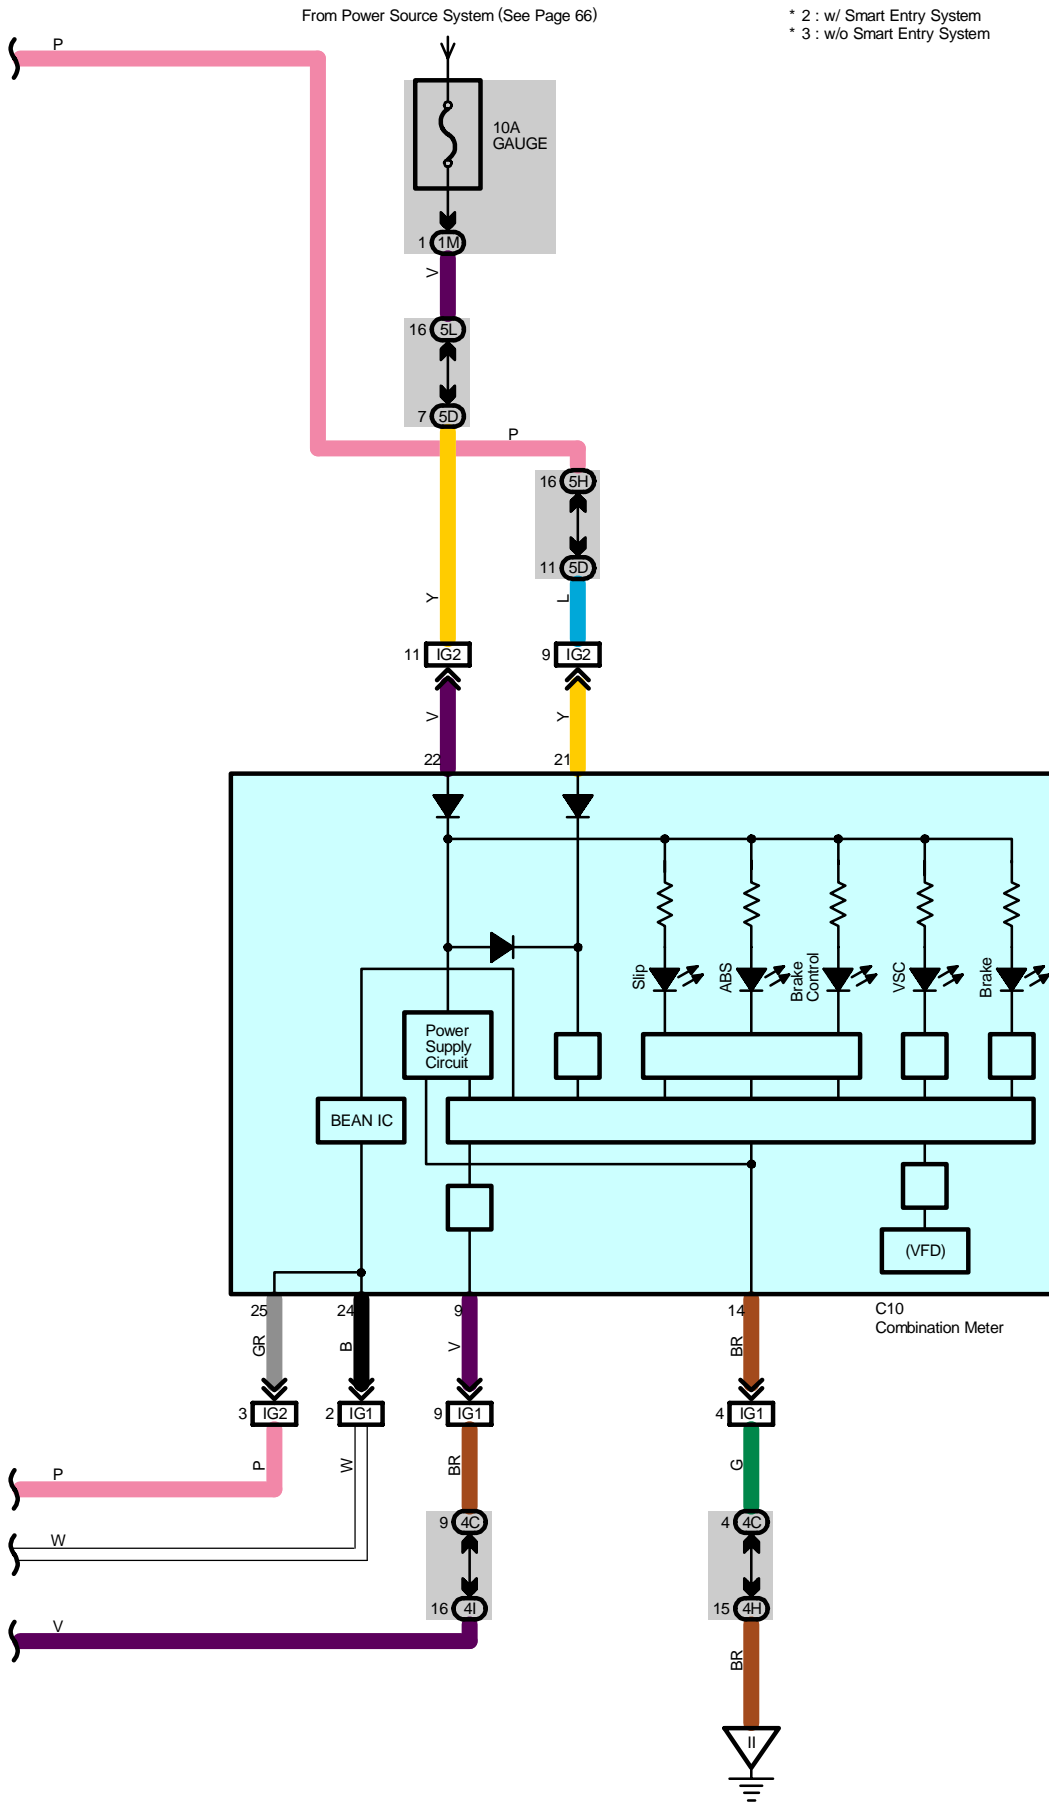 From Power Source System (See Page 66)
* 2 : w/ Smart Entry System
* 3 : w/o Smart Entry System
P
10A
GAUGE
1 1M
V
16 5L
7 5D
P
16 5H
11 5D
Y
L
11 IG2
9 IG2
V
Y
22
21
Slip
ABS
Brake
Control
VSC
Brake
Power
Supply
Circuit
BEAN IC
(VFD)
25
24
9
14
C10
Combination Meter
GR
B
V
BR
3 IG2
2 IG1
9 IG1
4 IG1
P
W
BR
G
P
9 4C
4 4C
W
16 4I
15 4H
V
BR
II